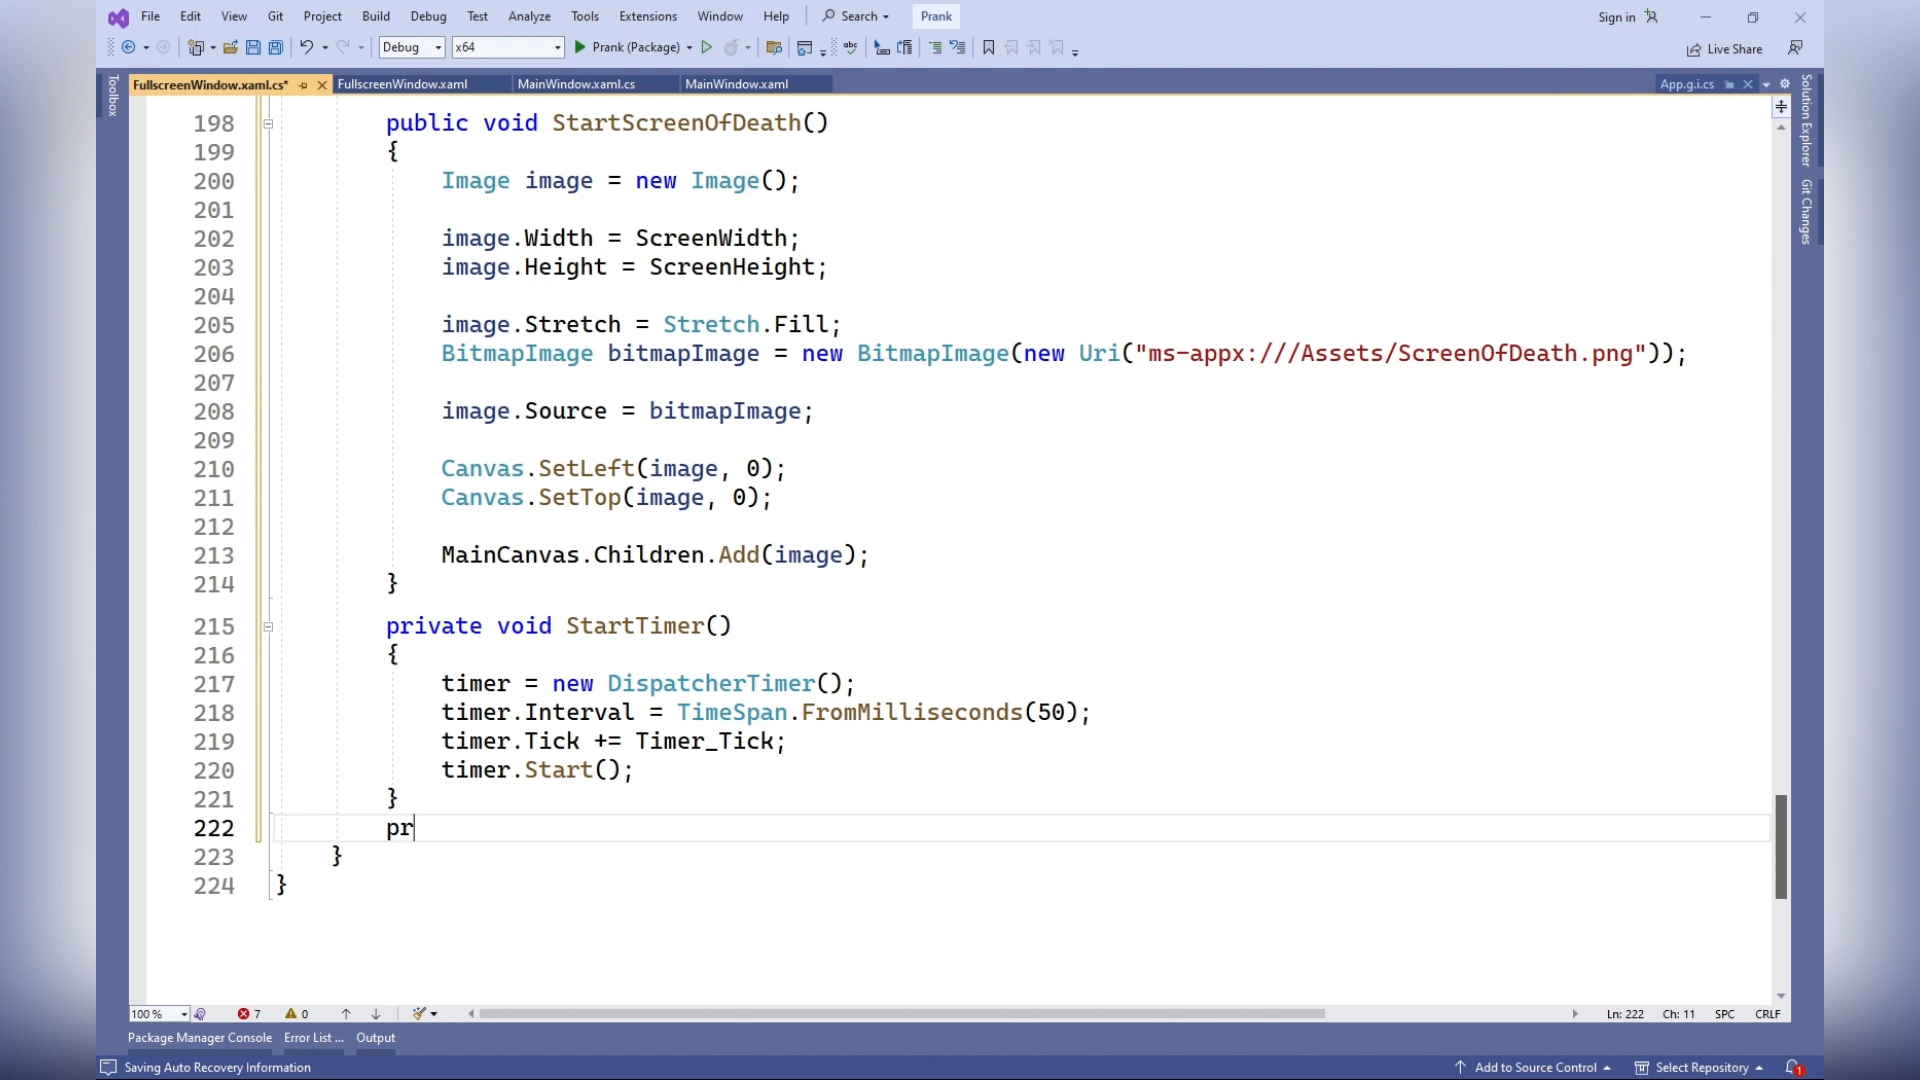 File Edit View Git Project Build Debug Test Analyze Tools Extensions Window Help Search Prank Sign in
Debug x64 Prank (Package) Live Share
FullscreenWindow.xaml.cs* FullscreenWindow.xaml MainWindow.xaml.cs MainWindow.xaml App.g.i.cs
Toolbox
Solution Explorer
Git Changes
198 public void StartScreenOfDeath()
199 {
200 Image image = new Image();
201
202 image.Width = ScreenWidth;
203 image.Height = ScreenHeight;
204
205 image.Stretch = Stretch.Fill;
206 BitmapImage bitmapImage = new BitmapImage(new Uri("ms-appx:///Assets/ScreenOfDeath.png"));
207
208 image.Source = bitmapImage;
209
210 Canvas.SetLeft(image, 0);
211 Canvas.SetTop(image, 0);
212
213 MainCanvas.Children.Add(image);
214 }
215 private void StartTimer()
216 {
217 timer = new DispatcherTimer();
218 timer.Interval = TimeSpan.FromMilliseconds(50);
219 timer.Tick += Timer_Tick;
220 timer.Start();
221 }
222 pr
223 }
224 }
100 % 7 0 Ln: 222 Ch: 11 SPC CRLF
Package Manager Console Error List ... Output
Saving Auto Recovery Information Add to Source Control Select Repository 1